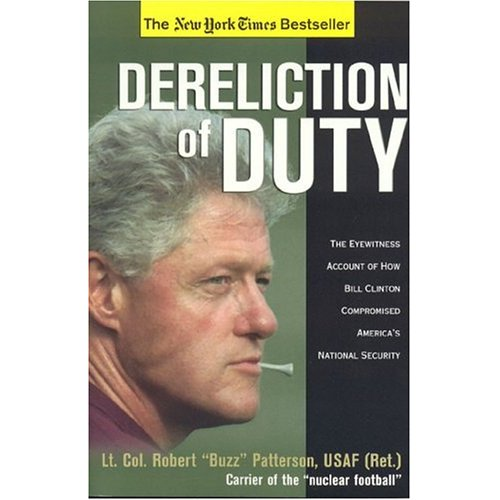 The New York Times Bestseller
DERELICTION
of DUTY
THE EYEWITNESS
ACCOUNT OF HOW
BILL CLINTON
COMPROMISED
AMERICA'S
NATIONAL SECURITY
Lt. Col. Robert "Buzz" Patterson, USAF (Ret.)
Carrier of the "nuclear football"